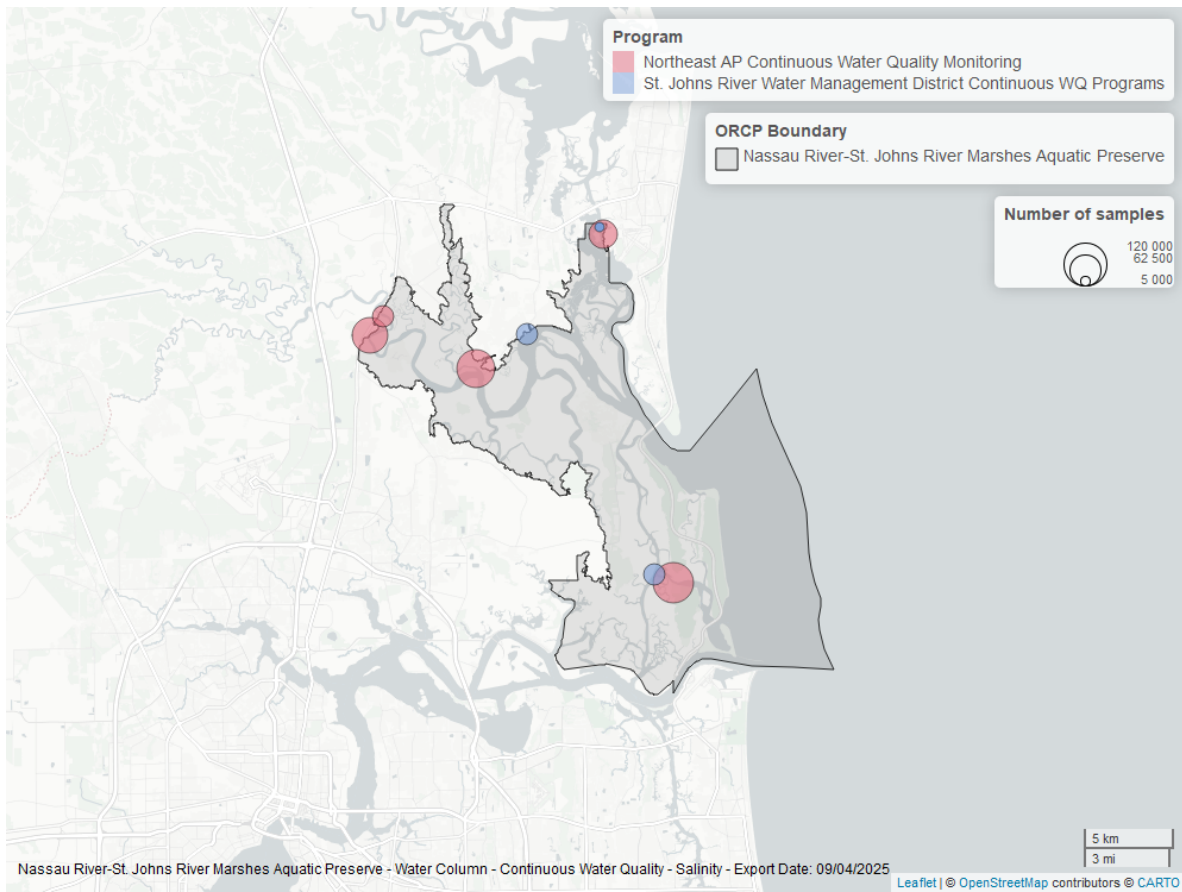 Program
Northeast AP Continuous Water Quality Monitoring
St. Johns River Water Management District Continuous WQ Programs
ORCP Boundary
Nassau River-St. Johns River Marshes Aquatic Preserve
Number of samples
120 000
62 500
5 000
5 km
3 mi
Nassau River-St. Johns River Marshes Aquatic Preserve - Water Column - Continuous Water Quality - Salinity - Export Date: 09/04/2025
Leaflet | © OpenStreetMap contributors © CARTO